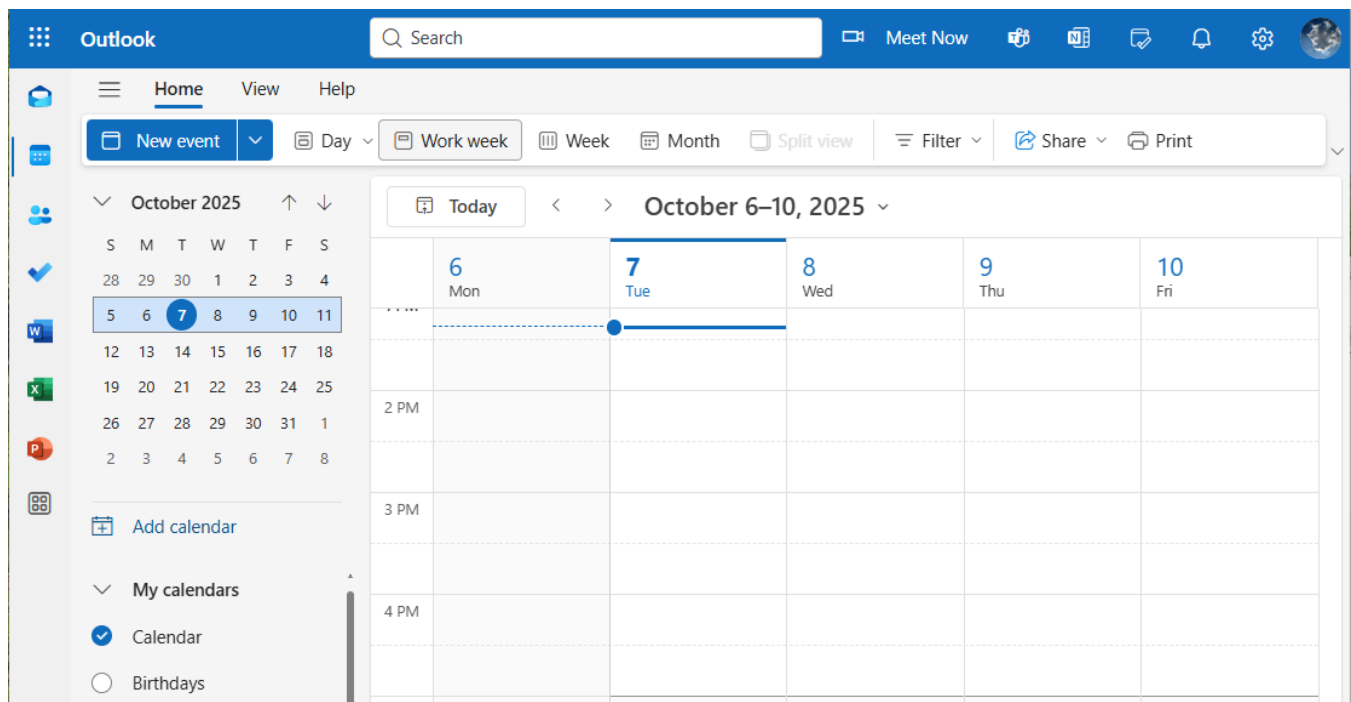 Outlook
Search
Meet Now
Home View Help
New event Day Work week Week Month Split view Filter Share Print
October 2025
S M T W T F S
28 29 30 1 2 3 4
5 6 7 8 9 10 11
12 13 14 15 16 17 18
19 20 21 22 23 24 25
26 27 28 29 30 31 1
2 3 4 5 6 7 8
Add calendar
My calendars
Calendar
Birthdays
Today October 6–10, 2025
6 7 8 9 10
Mon Tue Wed Thu Fri
2 PM
3 PM
4 PM